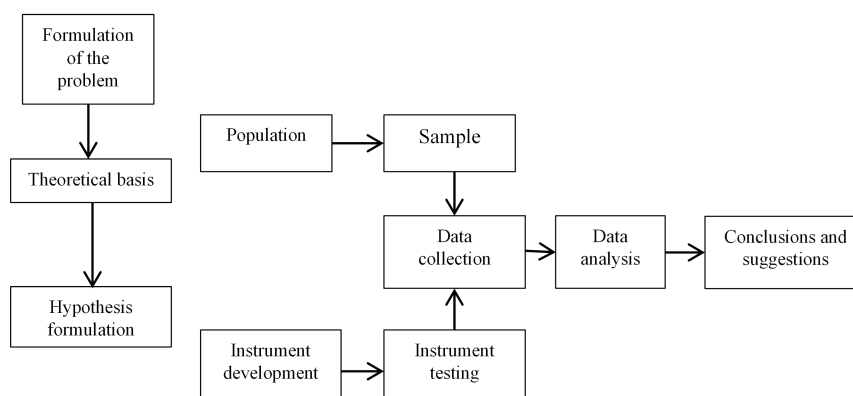 Formulation
of the
problem
Theoretical basis
Hypothesis
formulation
Population
Sample
Data
collection
Data
analysis
Conclusions and
suggestions
Instrument
development
Instrument
testing